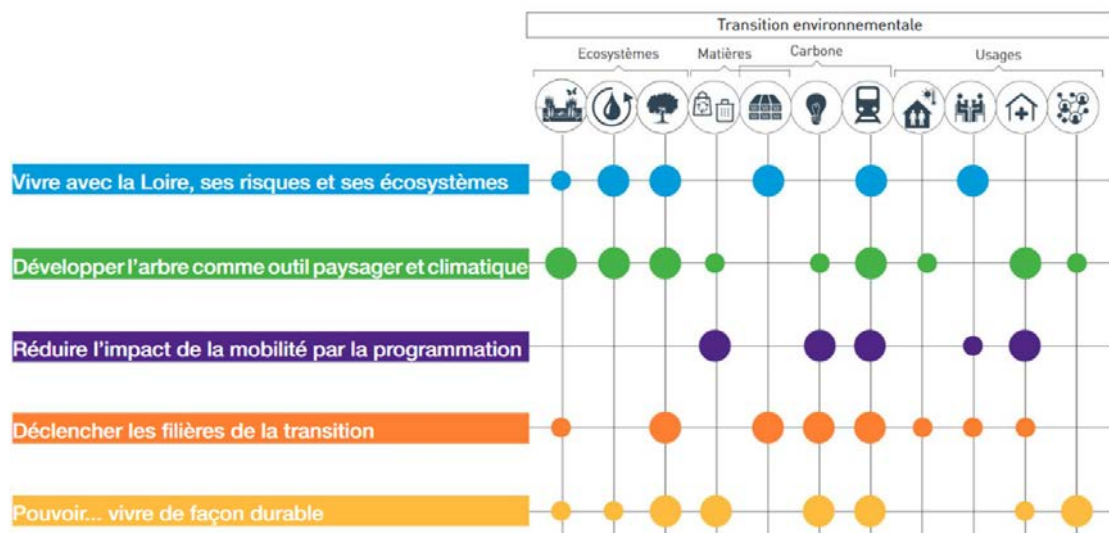 Transition environnementale
Ecosystèmes Matières Carbone Usages
Vivre avec la Loire, ses risques et ses écosystèmes
Développer l'arbre comme outil paysager et climatique
Réduire l'impact de la mobilité par la programmation
Déclencher les filières de la transition
Pouvoir... vivre de façon durable